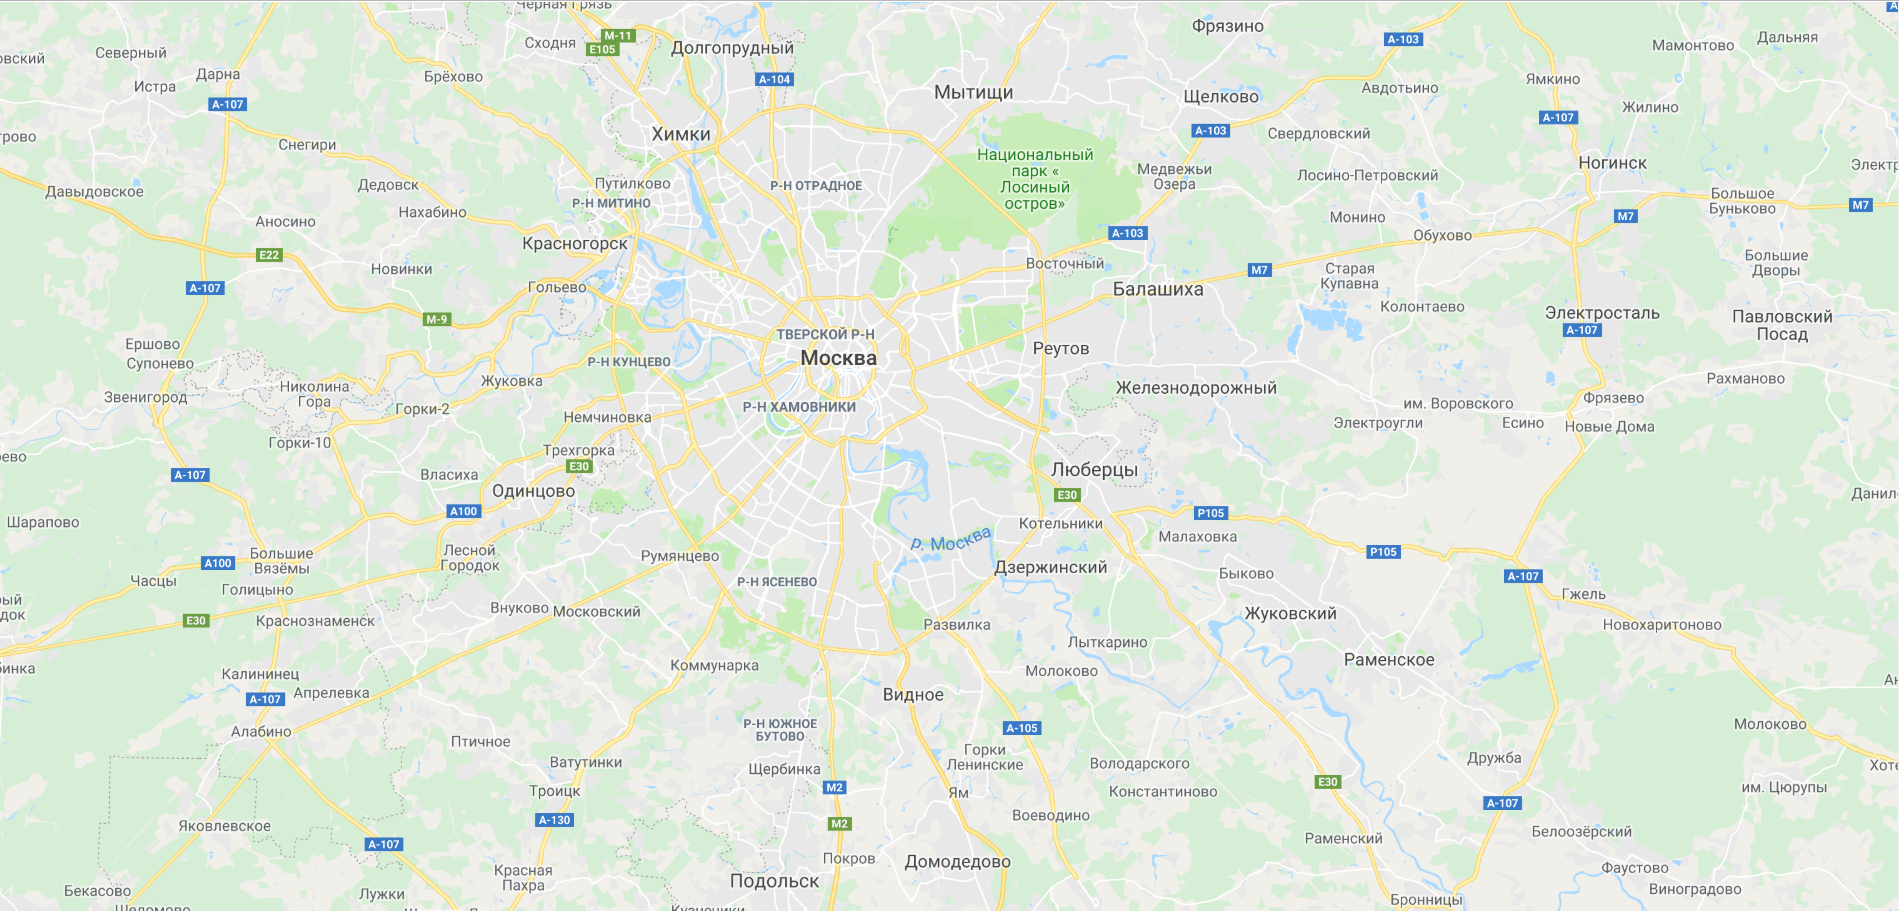 Черная Грязь
Фрязино
М-11
Сходня
E105
Долгопрудный
A-103
Мамонтово
Дальняя
Северный
Дарна
Брёхово
A-104
Ямкино
Истра
Мытищи
Щелково
Авдотьино
A-107
Жилино
A-107
Химки
A-103
Свердловский
Снегири
Национальный
парк «
Лосиный
остров»
Ногинск
Медвежьи
Озера
Лосино-Петровский
Давыдовское
Дедовск
Путилково
Р-Н ОТРАДНОЕ
Большое
Буньково
Р-Н МИТИНО
Нахабино
Аносино
Монино
M7
M7
Красногорск
A-103
Обухово
E22
Новинки
Восточный
M7
Старая
Купавна
Большие
Дворы
A-107
Гольево
Балашиха
Колонтаево
М-9
Электросталь
A-107
Павловский
Посад
ТВЕРСКОЙ Р-Н
Москва
Ершово
Супонево
Р-Н КУНЦЕВО
Реутов
Николина
Гора
Жуковка
Железнодорожный
Рахманово
Звенигород
Горки-2
Немчиновка
Р-Н ХАМОВНИКИ
им. Воровского
Фрязево
Электроугли
Есино
Новые Дома
Горки-10
Трехгорка
E30
A-107
Власиха
Люберцы
Одинцово
E30
A100
P105
Шарапово
Котельники
Малаховка
р. Москва
A100
Большие
Вязёмы
Лесной
Городок
Румянцево
P105
Дзержинский
Быково
A-107
Часцы
Голицыно
Р-Н ЯСЕНЕВО
Гжель
Внуково
Московский
Жуковский
E30
Краснознаменск
Развилка
Новохаритоново
Лыткарино
Коммунарка
Молоково
Раменское
Калининец
A-107
Апрелевка
Видное
Алабино
Р-Н ЮЖНОЕ
БУТОВО
A-105
Молоково
Птичное
Ватутинки
Щербинка
Горки
Ленинские
Володарского
Дружба
Троицк
M2
Ям
Константиново
E30
им. Цюрупы
A-107
A-130
M2
Воеводино
Яковлевское
Раменский
Белоозёрский
A-107
Покров
Домодедово
Красная
Пахра
Подольск
Фаустово
Бекасово
Лужки
Виноградово
Бронницы